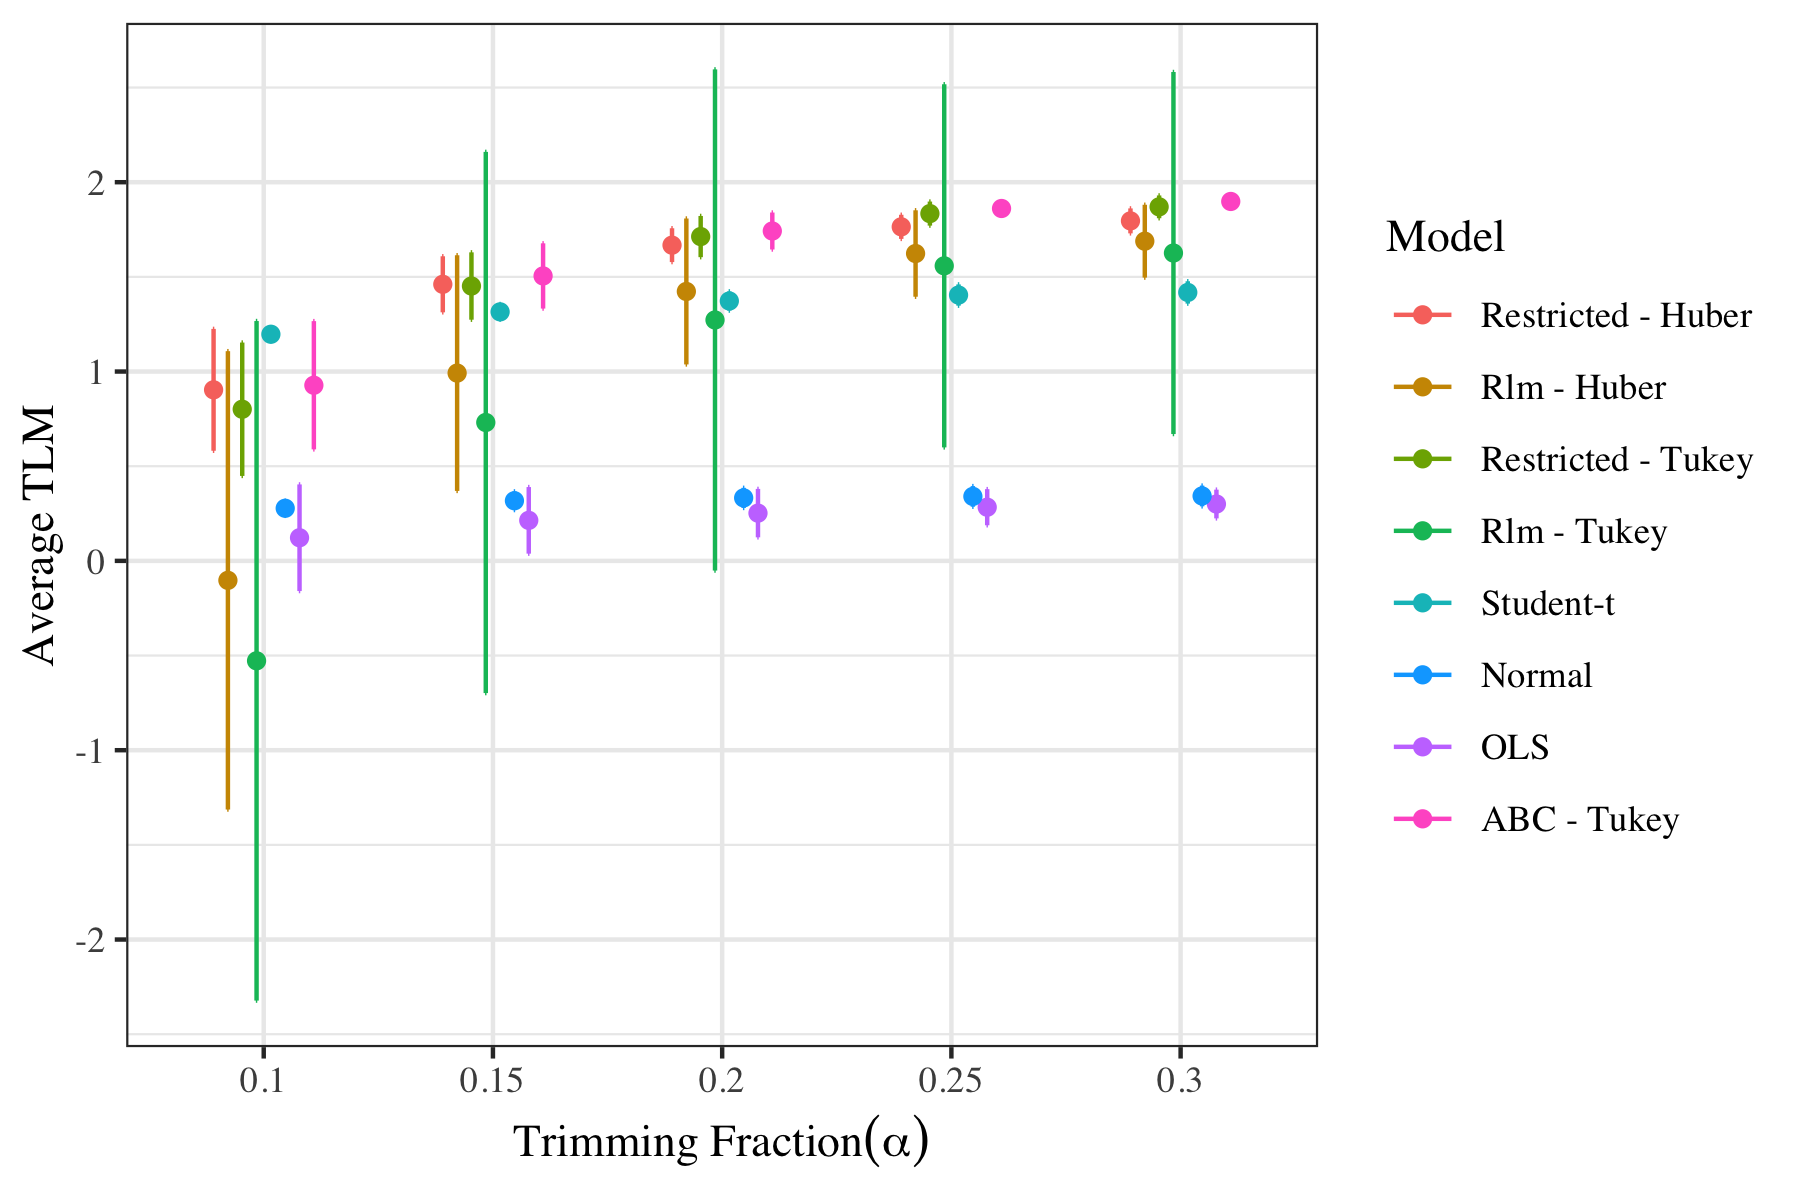 Average TLM
2
1
0
-1
-2
0.1 0.15 0.2 0.25 0.3
Trimming Fraction(α)
Model
Restricted - Huber
Rlm - Huber
Restricted - Tukey
Rlm - Tukey
Student-t
Normal
OLS
ABC - Tukey